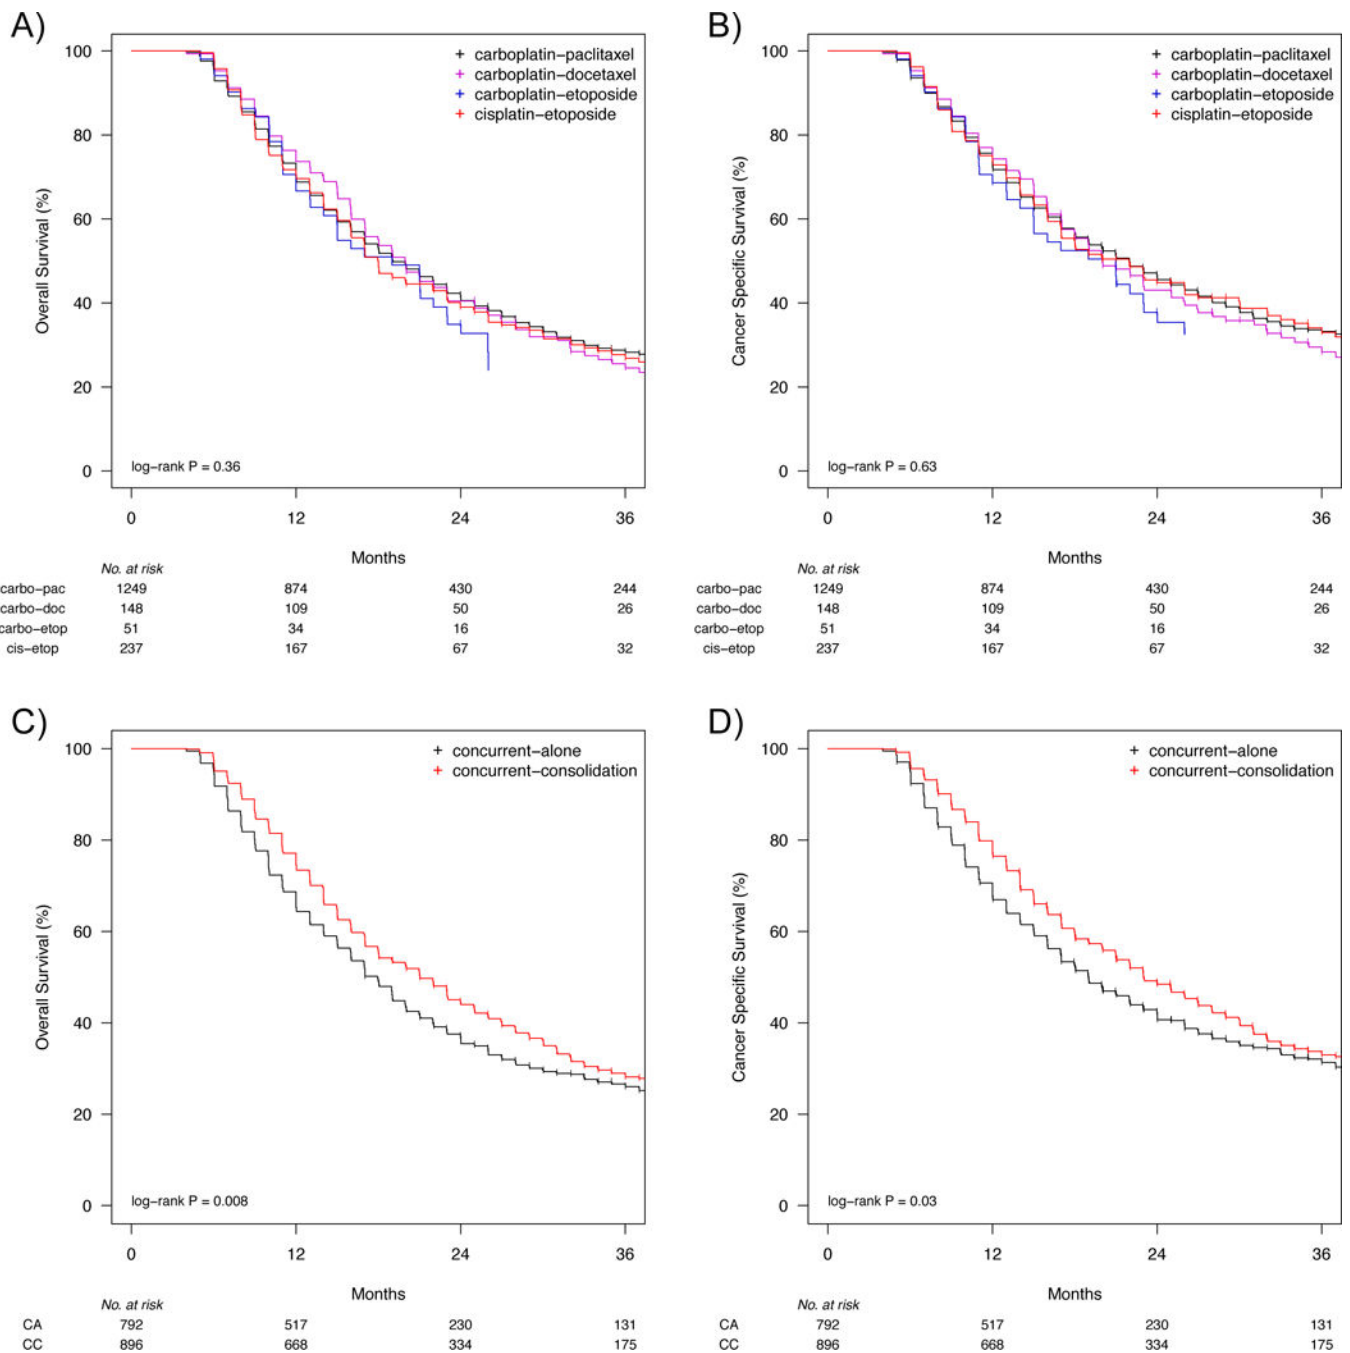 A)
100
80
60
40
20
0
Overall Survival (%)
carboplatin−paclitaxel
carboplatin−docetaxel
carboplatin−etoposide
cisplatin−etoposide
log−rank P = 0.36
0 12 24 36
Months
No. at risk
carbo−pac 1249 874 430 244
carbo−doc 148 109 50 26
carbo−etop 51 34 16
cis−etop 237 167 67 32
B)
100
80
60
40
20
0
Cancer Specific Survival (%)
carboplatin−paclitaxel
carboplatin−docetaxel
carboplatin−etoposide
cisplatin−etoposide
log−rank P = 0.63
0 12 24 36
Months
No. at risk
carbo−pac 1249 874 430 244
carbo−doc 148 109 50 26
carbo−etop 51 34 16
cis−etop 237 167 67 32
C)
100
80
60
40
20
0
Overall Survival (%)
concurrent−alone
concurrent−consolidation
log−rank P = 0.008
0 12 24 36
Months
No. at risk
CA 792 517 230 131
CC 896 668 334 175
D)
100
80
60
40
20
0
Cancer Specific Survival (%)
concurrent−alone
concurrent−consolidation
log−rank P = 0.03
0 12 24 36
Months
No. at risk
CA 792 517 230 131
CC 896 668 334 175